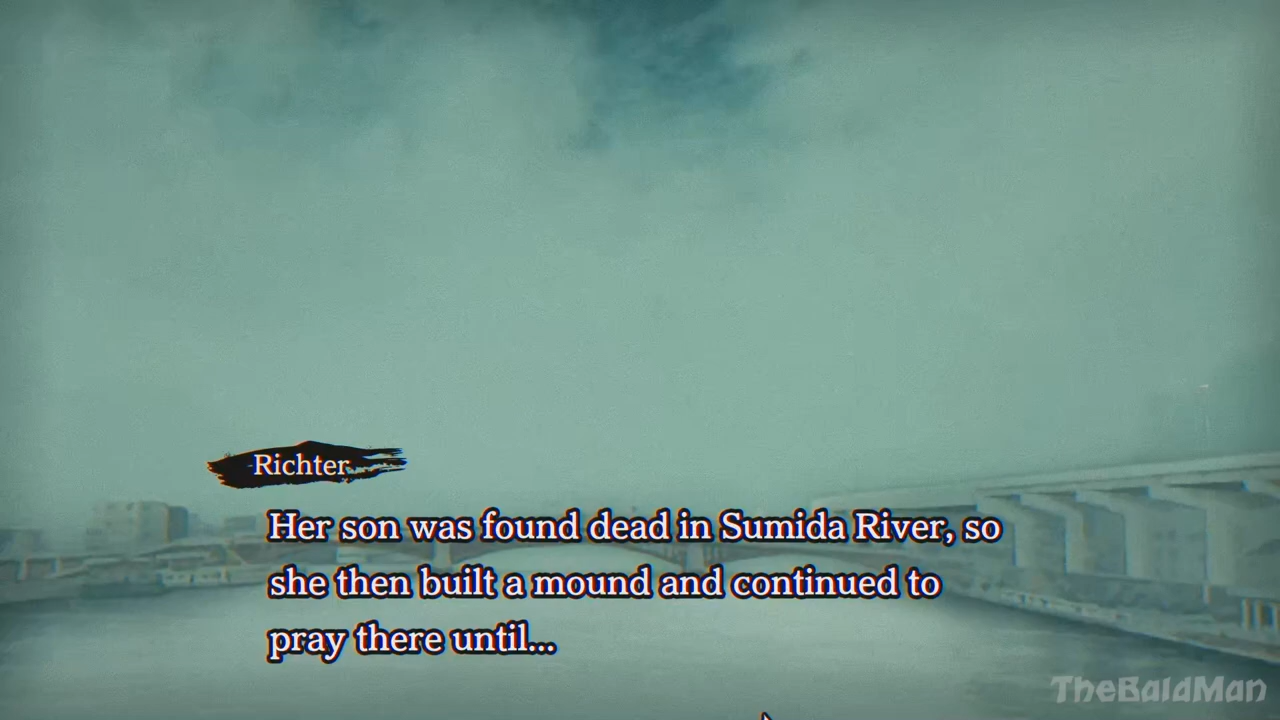 Richter
Her son was found dead in Sumida River, so
she then built a mound and continued to
pray there until...
TheBaldMan